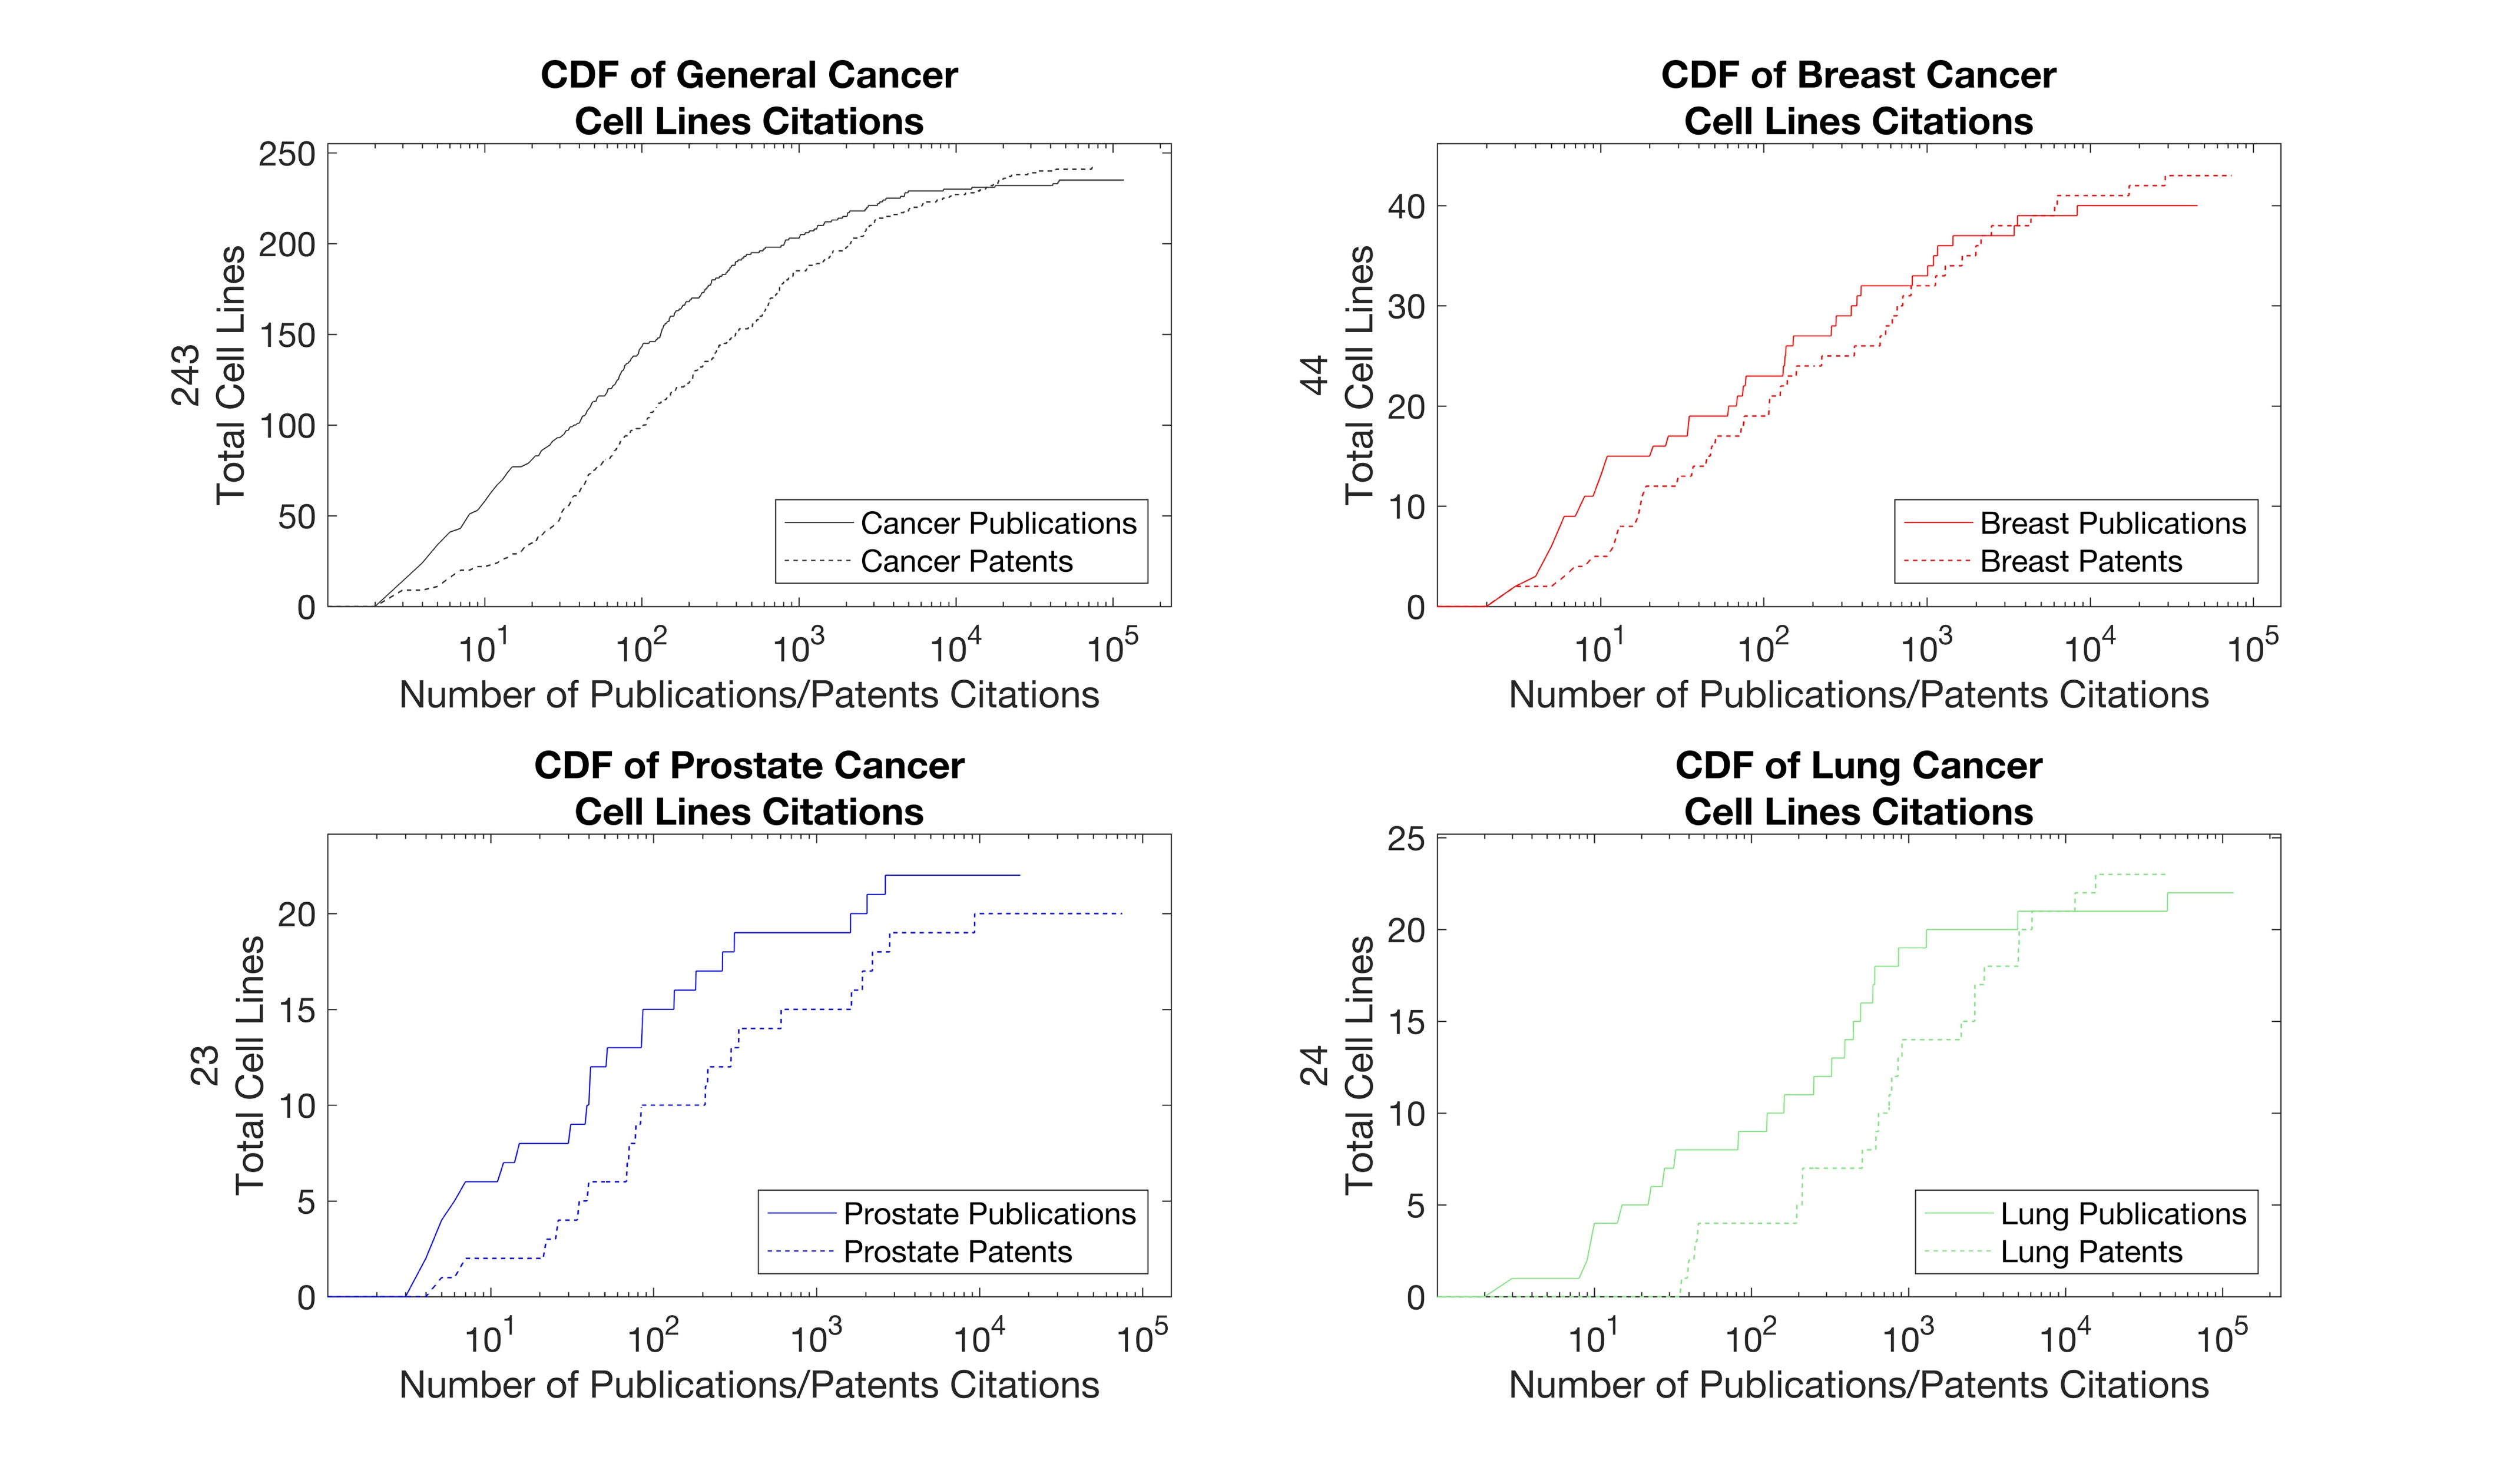 CDF of General Cancer
Cell Lines Citations
243
Total Cell Lines
250
200
150
100
50
0
Cancer Publications
Cancer Patents
10^1
10^2
10^3
10^4
10^5
Number of Publications/Patents Citations
CDF of Breast Cancer
Cell Lines Citations
44
Total Cell Lines
40
30
20
10
0
Breast Publications
Breast Patents
10^1
10^2
10^3
10^4
10^5
Number of Publications/Patents Citations
CDF of Prostate Cancer
Cell Lines Citations
23
Total Cell Lines
20
15
10
5
0
Prostate Publications
Prostate Patents
10^1
10^2
10^3
10^4
10^5
Number of Publications/Patents Citations
CDF of Lung Cancer
Cell Lines Citations
24
Total Cell Lines
25
20
15
10
5
0
Lung Publications
Lung Patents
10^1
10^2
10^3
10^4
10^5
Number of Publications/Patents Citations